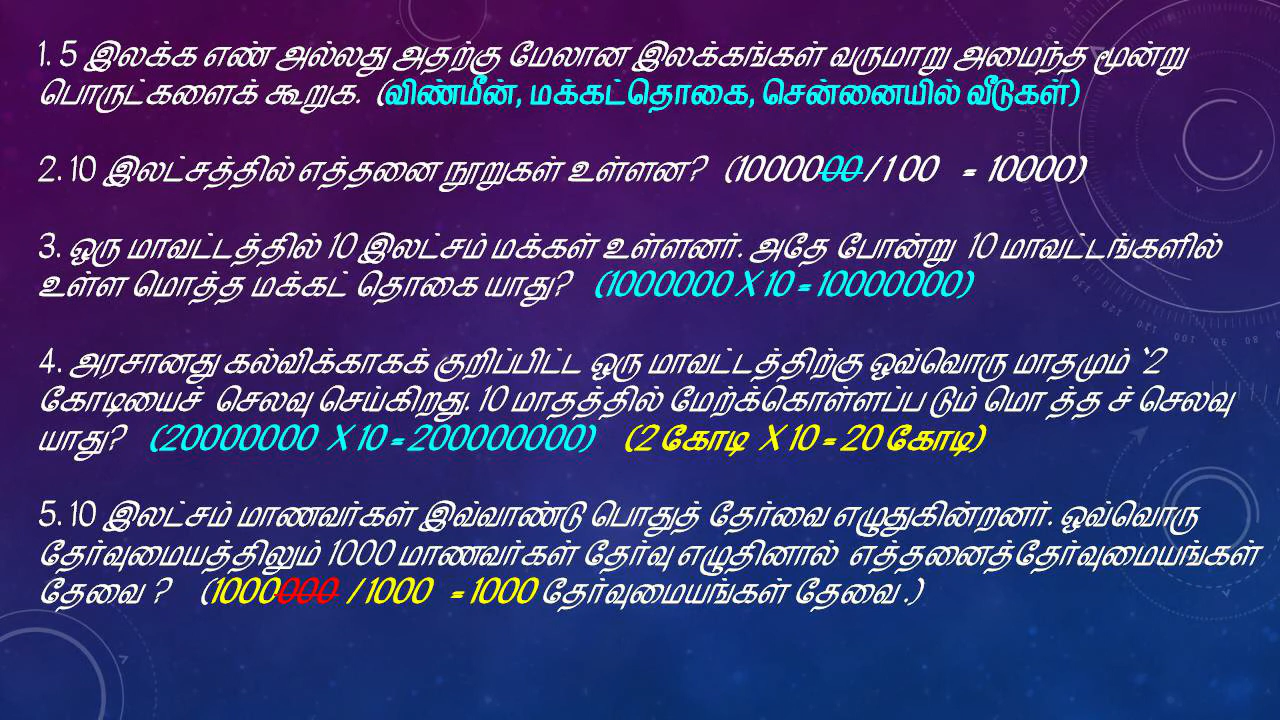 1. 5 இலக்க எண் அல்லது அதற்கு மேலான இலக்கங்கள் வருமாறு அமைந்த மூன்று
பொருட்களைக் கூறுக. (விண்மீன், மக்கட்தொகை, சென்னையில் வீடுகள்)
2. 10 இலட்சத்தில் எத்தனை நூறுகள் உள்ளன? (1000000 / 100 = 10000)
3. ஒரு மாவட்டத்தில் 10 இலட்சம் மக்கள் உள்ளனர். அதே போன்று 10 மாவட்டங்களில்
உள்ள மொத்த மக்கட் தொகை யாது? (1000000 X 10 = 10000000)
4. அரசானது கல்விக்காகக் குறிப்பிட்ட ஒரு மாவட்டத்திற்கு ஒவ்வொரு மாதமும் `2
கோடியைச் செலவு செய்கிறது. 10 மாதத்தில் மேற்க்கொள்ளப்ப டும் மொ த்த ச் செலவு
யாது? (20000000 X 10 = 200000000) (2 கோடி X 10 = 20 கோடி)
5. 10 இலட்சம் மாணவர்கள் இவ்வாண்டு பொதுத் தேர்வை எழுதுகின்றனர். ஒவ்வொரு
தேர்வுமையத்திலும் 1000 மாணவர்கள் தேர்வு எழுதினால் எத்தனைத்தேர்வுமையங்கள்
தேவை ? (1000000 / 1000 = 1000 தேர்வுமையங்கள் தேவை .)